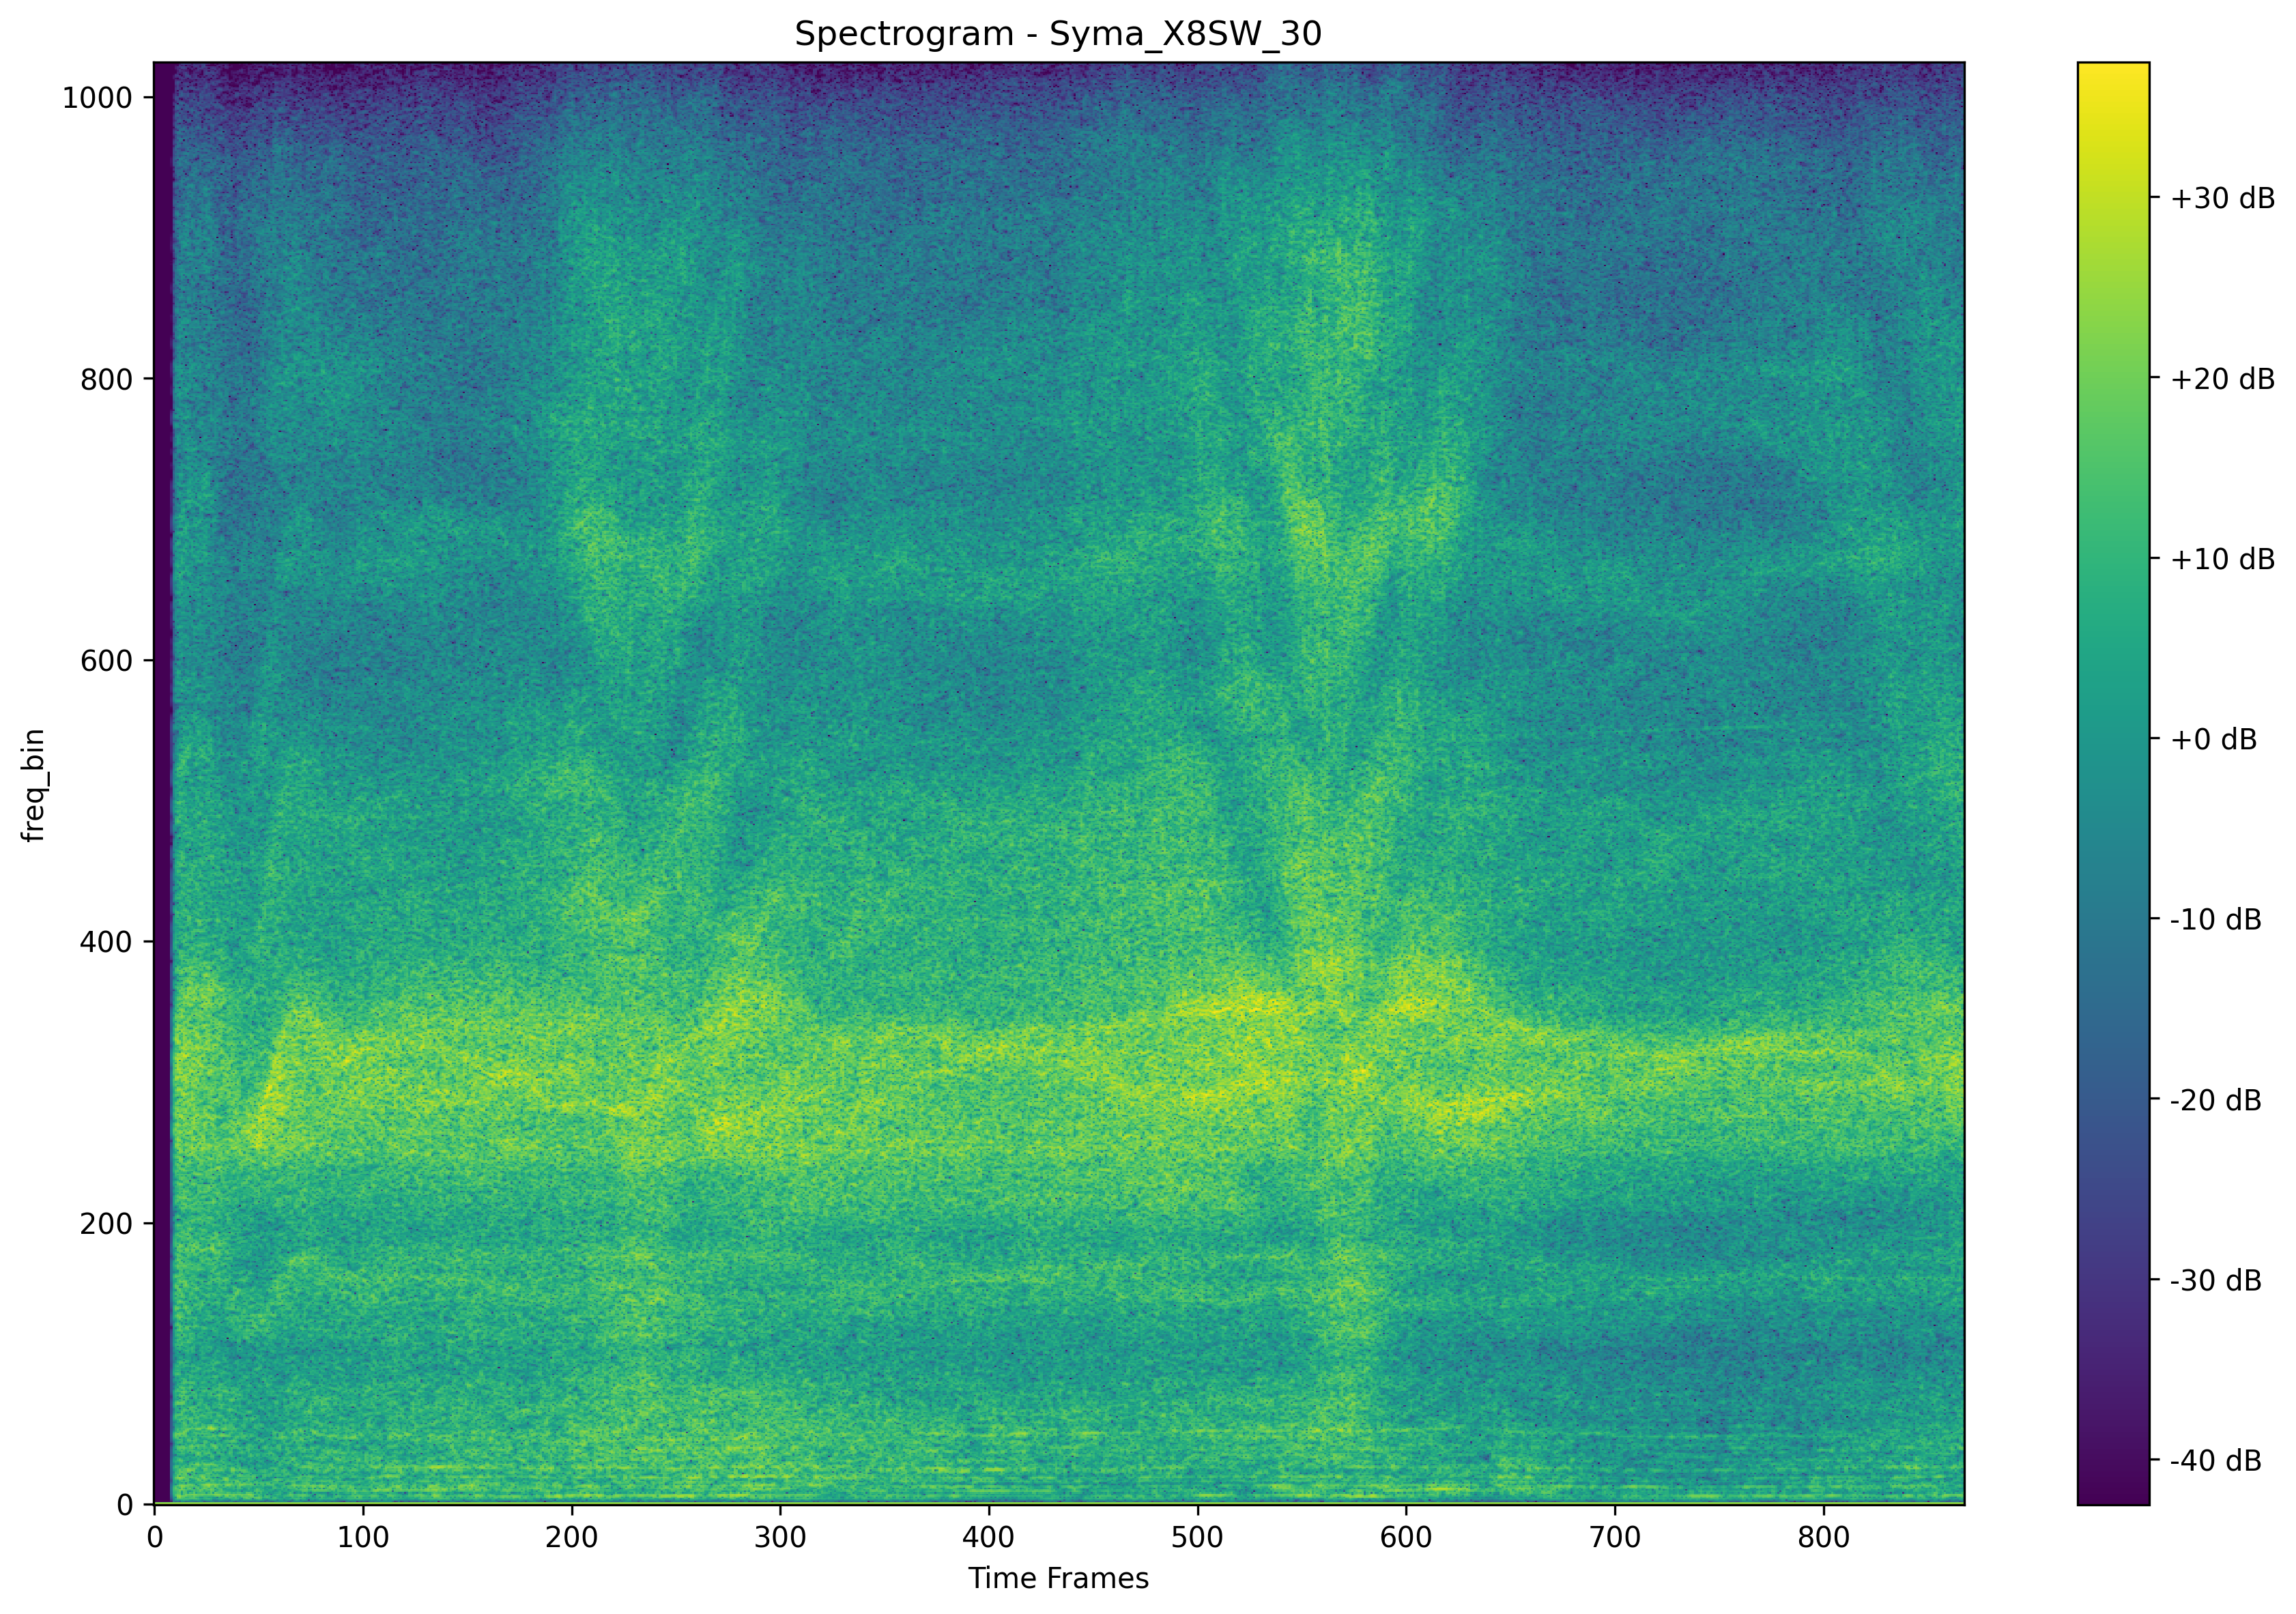 Spectrogram - Syma_X8SW_30
freq_bin
1000
800
600
400
200
0
0 100 200 300 400 500 600 700 800
Time Frames
+30 dB
+20 dB
+10 dB
+0 dB
-10 dB
-20 dB
-30 dB
-40 dB